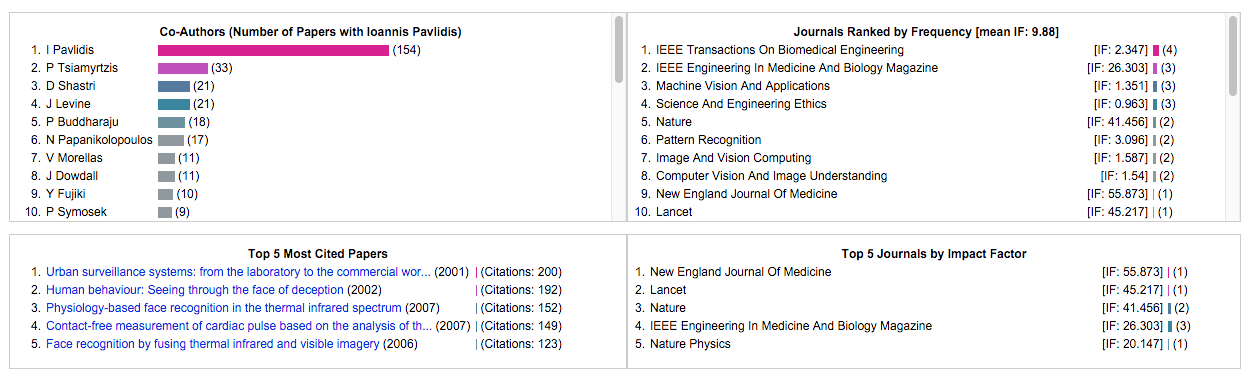 Co-Authors (Number of Papers with Ioannis Pavlidis)
1. I Pavlidis (154)
2. P Tsiamyrtzis (33)
3. D Shastri (21)
4. J Levine (21)
5. P Buddharaju (18)
6. N Papanikolopoulos (17)
7. V Morellas (11)
8. J Dowdall (11)
9. Y Fujiki (10)
10. P Symosek (9)
Journals Ranked by Frequency [mean IF: 9.88]
1. IEEE Transactions On Biomedical Engineering [IF: 2.347] (4)
2. IEEE Engineering In Medicine And Biology Magazine [IF: 26.303] (3)
3. Machine Vision And Applications [IF: 1.351] (3)
4. Science And Engineering Ethics [IF: 0.963] (3)
5. Nature [IF: 41.456] (2)
6. Pattern Recognition [IF: 3.096] (2)
7. Image And Vision Computing [IF: 1.587] (2)
8. Computer Vision And Image Understanding [IF: 1.54] (2)
9. New England Journal Of Medicine [IF: 55.873] (1)
10. Lancet [IF: 45.217] (1)
Top 5 Most Cited Papers
1. Urban surveillance systems: from the laboratory to the commercial wor... (2001) (Citations: 200)
2. Human behaviour: Seeing through the face of deception (2002) (Citations: 192)
3. Physiology-based face recognition in the thermal infrared spectrum (2007) (Citations: 152)
4. Contact-free measurement of cardiac pulse based on the analysis of th... (2007) (Citations: 149)
5. Face recognition by fusing thermal infrared and visible imagery (2006) (Citations: 123)
Top 5 Journals by Impact Factor
1. New England Journal Of Medicine [IF: 55.873] (1)
2. Lancet [IF: 45.217] (1)
3. Nature [IF: 41.456] (2)
4. IEEE Engineering In Medicine And Biology Magazine [IF: 26.303] (3)
5. Nature Physics [IF: 20.147] (1)